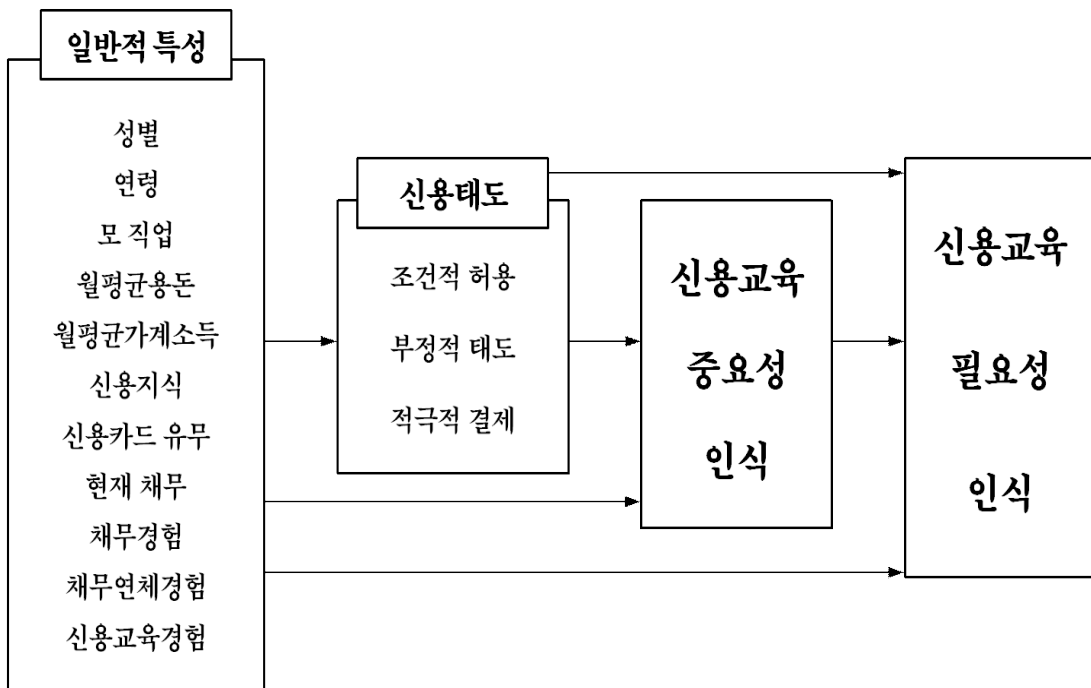 일반적 특성
성별
연령
모 직업
월평균용돈
월평균가계소득
신용지식
신용카드 유무
현재 채무
채무경험
채무연체경험
신용교육경험
신용태도
조건적 허용
부정적 태도
적극적 결제
신용교육
중요성
인식
신용교육
필요성
인식